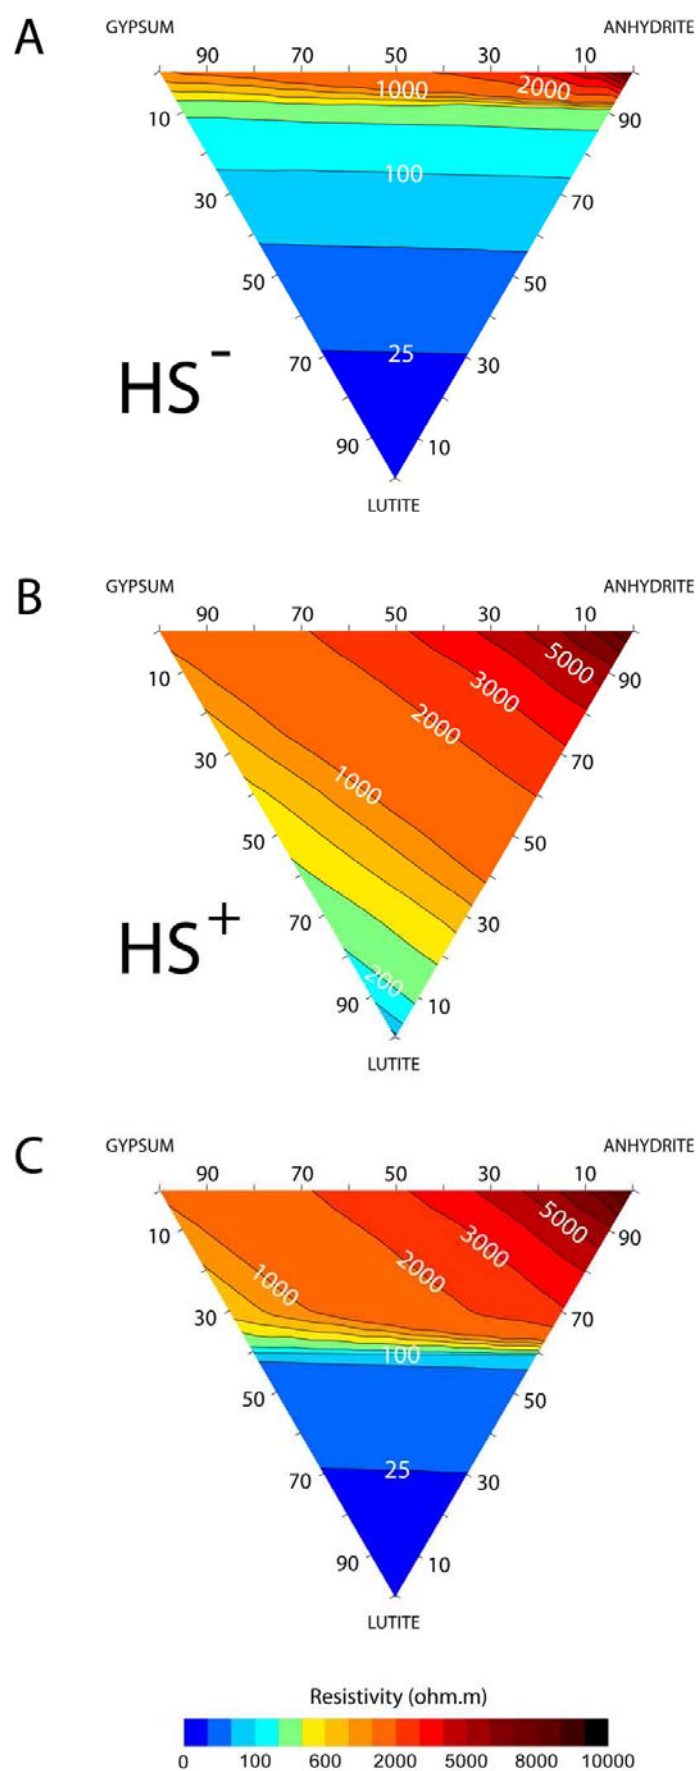 A
GYPSUM ANHYDRITE
90 70 50 30 10
1000 2000
10 90
100
30 70
50 50
25
70 30
HS⁻
90 10
LUTITE
B
GYPSUM ANHYDRITE
90 70 50 30 10
5000
10 90
3000
2000
30 70
1000
50 50
70 30
HS⁺
200
90 10
LUTITE
C
GYPSUM ANHYDRITE
90 70 50 30 10
5000
10 90
3000
2000
1000
30 70
100
50 50
25
70 30
90 10
LUTITE
Resistivity (ohm.m)
0 100 600 2000 5000 8000 10000